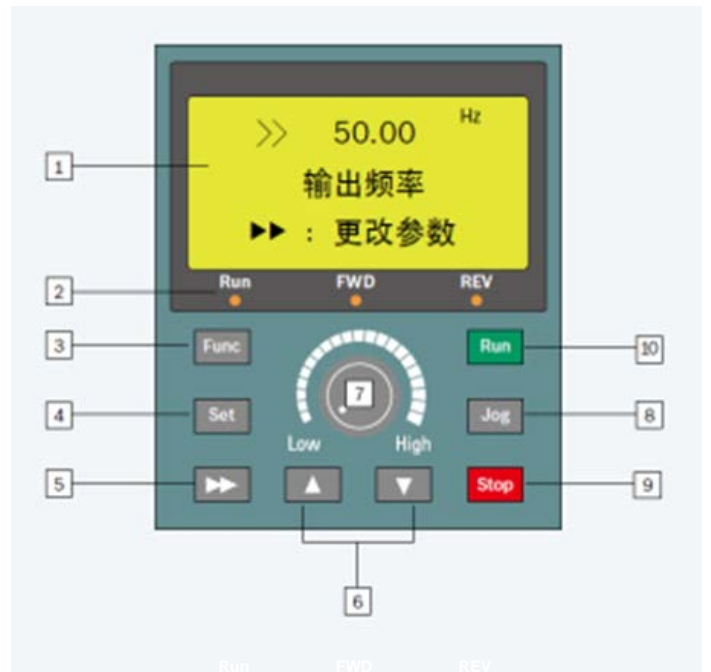 >> 50.00 Hz
1
输出频率
▶▶ : 更改参数
2
Run FWD REV
3 Func Run 10
7
4 Set Jog 8
Low High
5 ▶▶ ▲ ▼ Stop 9
6
Run FWD REV